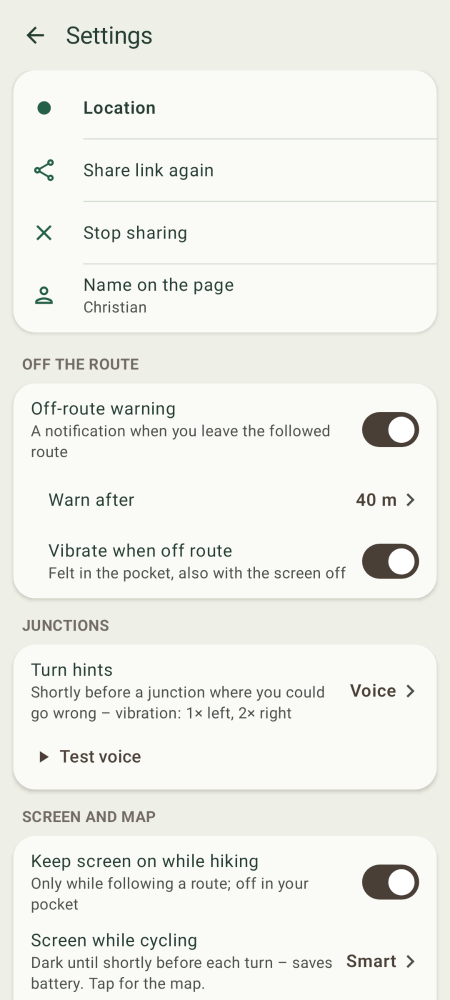 Settings
Location
Share link again
Stop sharing
Name on the page
Christian
OFF THE ROUTE
Off-route warning
A notification when you leave the followed
route
Warn after
40 m
Vibrate when off route
Felt in the pocket, also with the screen off
JUNCTIONS
Turn hints
Shortly before a junction where you could
go wrong – vibration: 1× left, 2× right
Voice
Test voice
SCREEN AND MAP
Keep screen on while hiking
Only while following a route; off in your
pocket
Screen while cycling
Dark until shortly before each turn – saves
battery. Tap for the map.
Smart